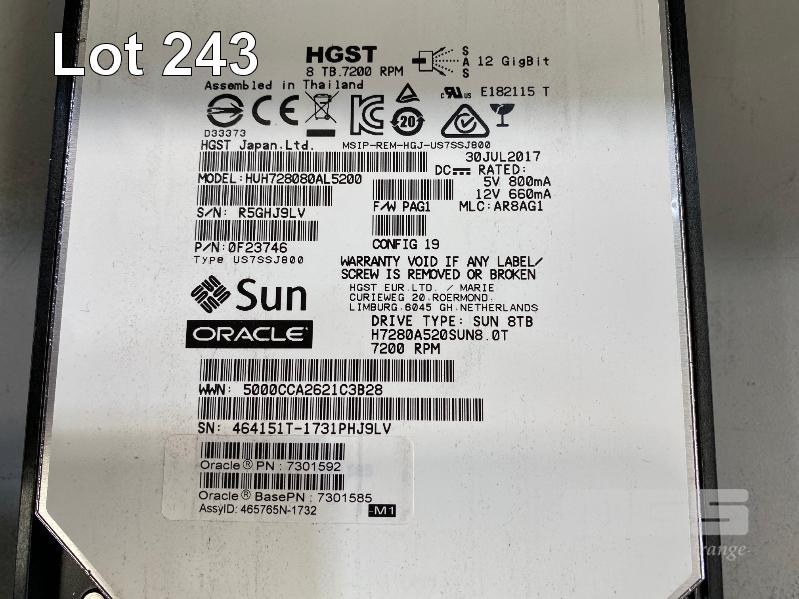 Lot 243
HGST
8 TB.7200 RPM
SAS 12 GigBit
Assembled in Thailand
E182115 T
D33373
20
HGST Japan,Ltd.
MSIP-REM-HGJ-US7SSJ800
30JUL2017
DC RATED:
MODEL:HUH728080AL5200
5V 800mA
12V 660mA
S/N: R5GHJ9LV
F/W PAG1
MLC:AR8AG1
P/N:0F23746
CONFIG 19
Type US7SSJ800
WARRANTY VOID IF ANY LABEL/
SCREW IS REMOVED OR BROKEN
HGST EUR.LTD. / MARIE
CURIEWEG 20,ROERMOND,
LIMBURG,6045 GH,NETHERLANDS
Sun
ORACLE
DRIVE TYPE: SUN 8TB
H7280A520SUN8.0T
7200 RPM
WWN: 5000CCA2621C3B28
SN: 464151T-1731PHJ9LV
Oracle® PN : 7301592
Oracle® BasePN : 7301585
AssyID: 465765N-1732
-M1